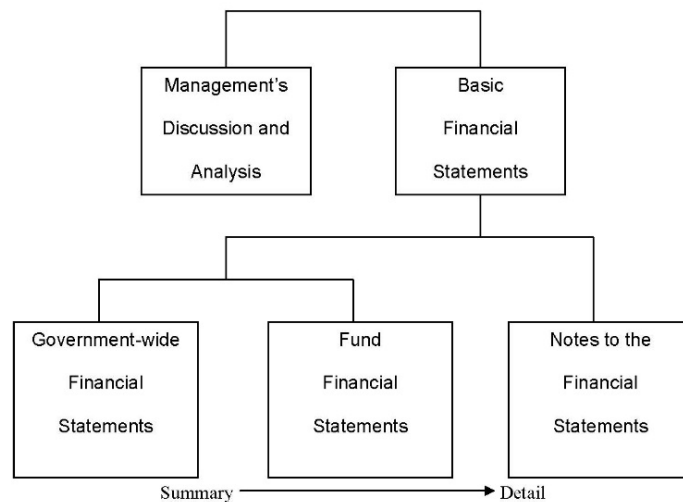 Management's
Discussion and
Analysis
Basic
Financial
Statements
Government-wide
Financial
Statements
Fund
Financial
Statements
Notes to the
Financial
Statements
Summary
Detail